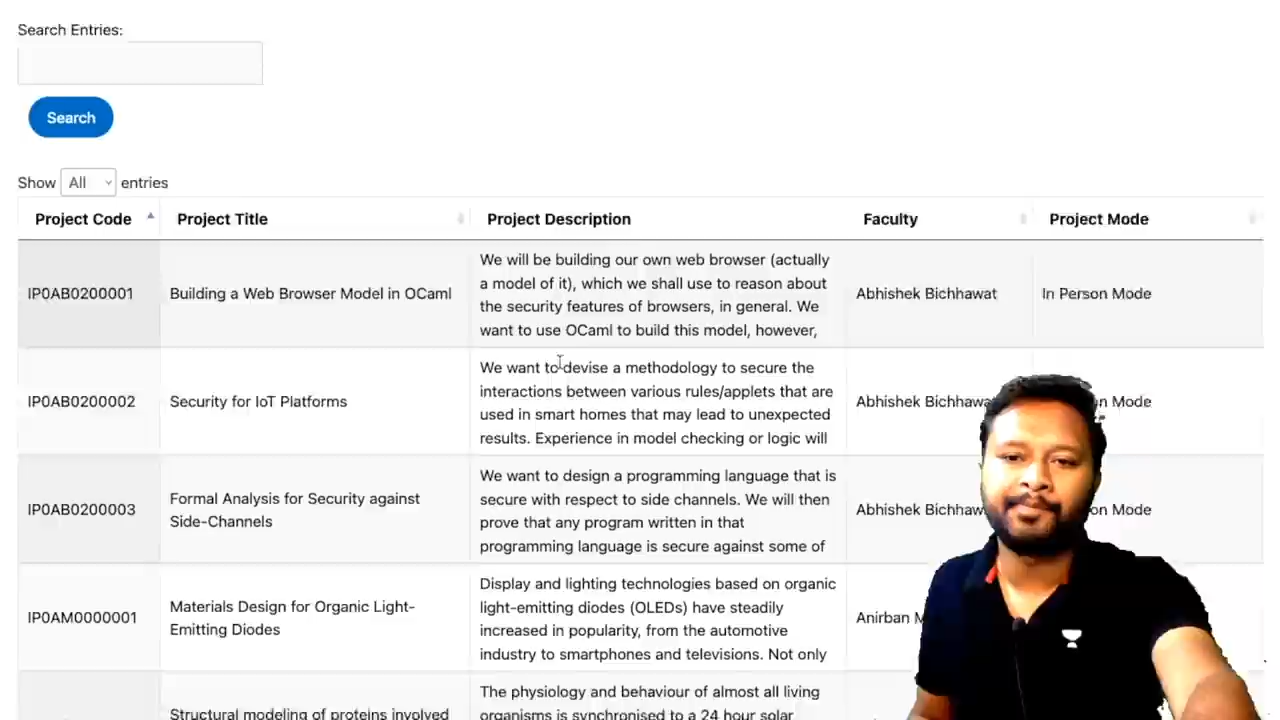 Search Entries:
Search
Show All entries
Project Code Project Title Project Description Faculty Project Mode
IP0AB0200001 Building a Web Browser Model in OCaml We will be building our own web browser (actually a model of it), which we shall use to reason about the security features of browsers, in general. We want to use OCaml to build this model, however, Abhishek Bichhawat In Person Mode
IP0AB0200002 Security for IoT Platforms We want to devise a methodology to secure the interactions between various rules/applets that are used in smart homes that may lead to unexpected results. Experience in model checking or logic will Abhishek Mode
IP0AB0200003 Formal Analysis for Security against Side-Channels We want to design a programming language that is secure with respect to side channels. We will then prove that any program written in that programming language is secure against some of Abhishek Mode
IP0AM0000001 Materials Design for Organic Light-Emitting Diodes Display and lighting technologies based on organic light-emitting diodes (OLEDs) have steadily increased in popularity, from the automotive industry to smartphones and televisions. Not only Anirban
Structural modeling of proteins involved The physiology and behaviour of almost all living organisms is synchronised to a 24 hour solar